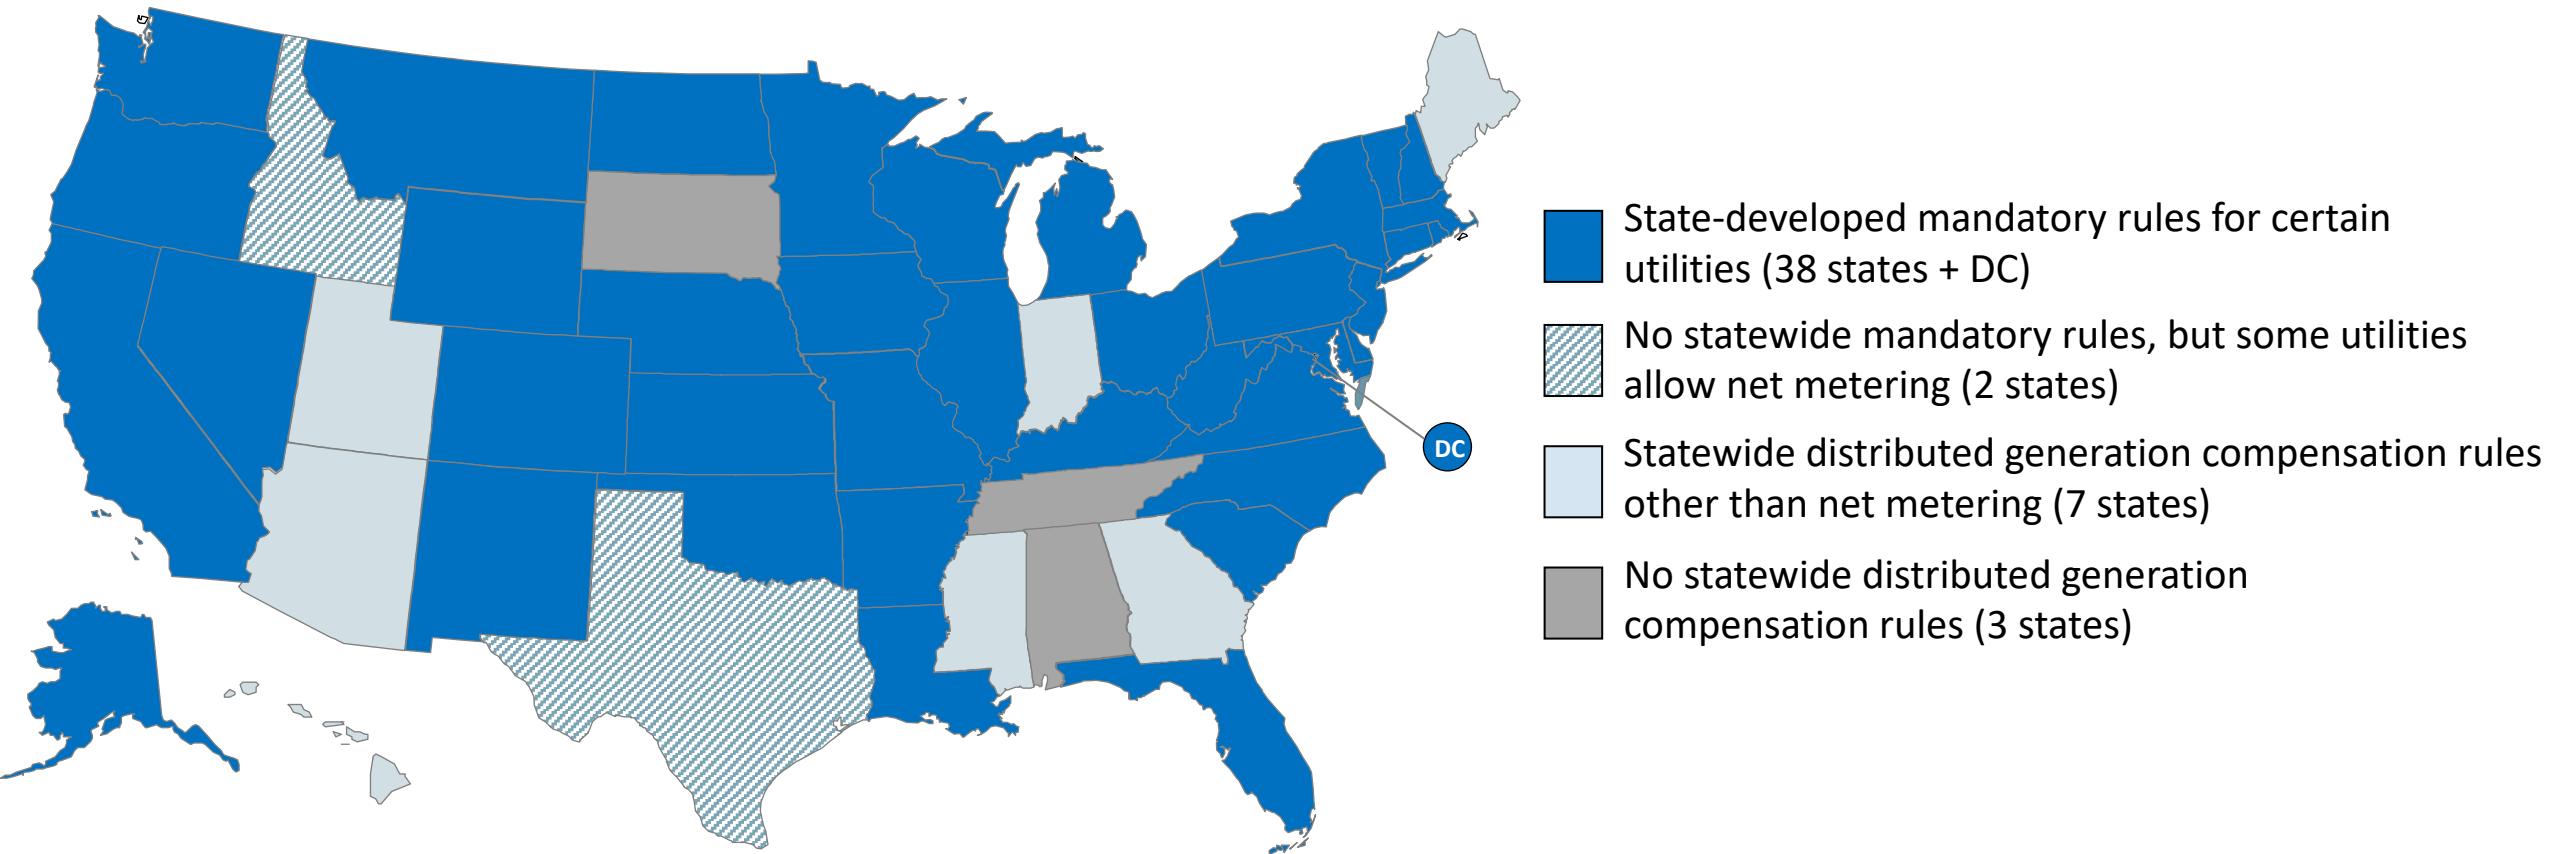 State-developed mandatory rules for certain
utilities (38 states + DC)
No statewide mandatory rules, but some utilities
allow net metering (2 states)
DC
Statewide distributed generation compensation rules
other than net metering (7 states)
No statewide distributed generation
compensation rules (3 states)